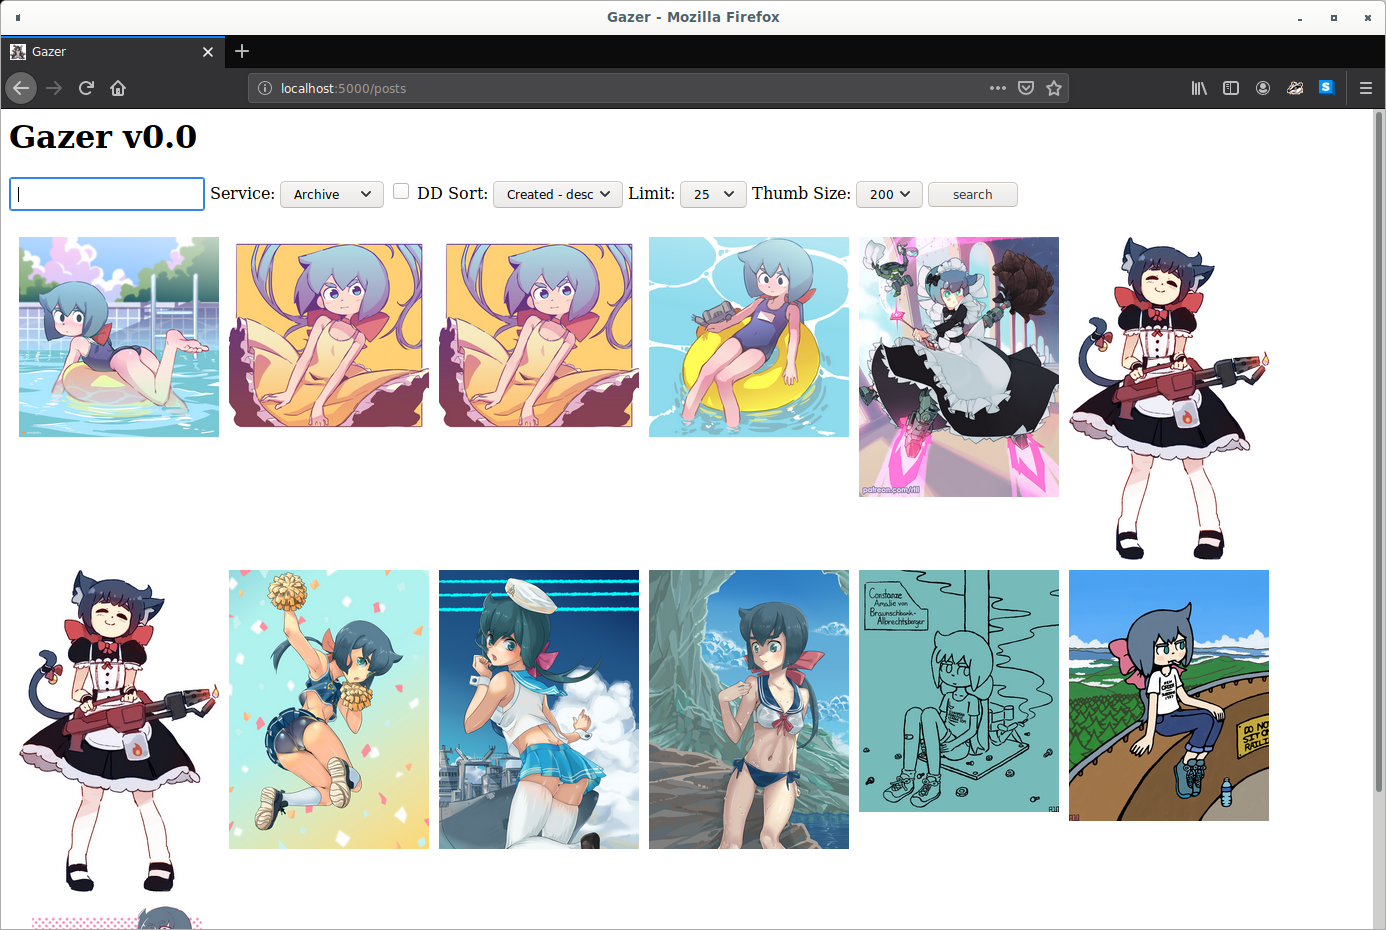 Gazer - Mozilla Firefox
Gazer
localhost:5000/posts
S
Gazer v0.0
Service: Archive DD Sort: Created - desc Limit: 25 Thumb Size: 200 search
patreon.com/rfil
Constanze
Amalie von
Braunschbank-
Albrechtsberger
DO NOT
SIT ON
RAILI